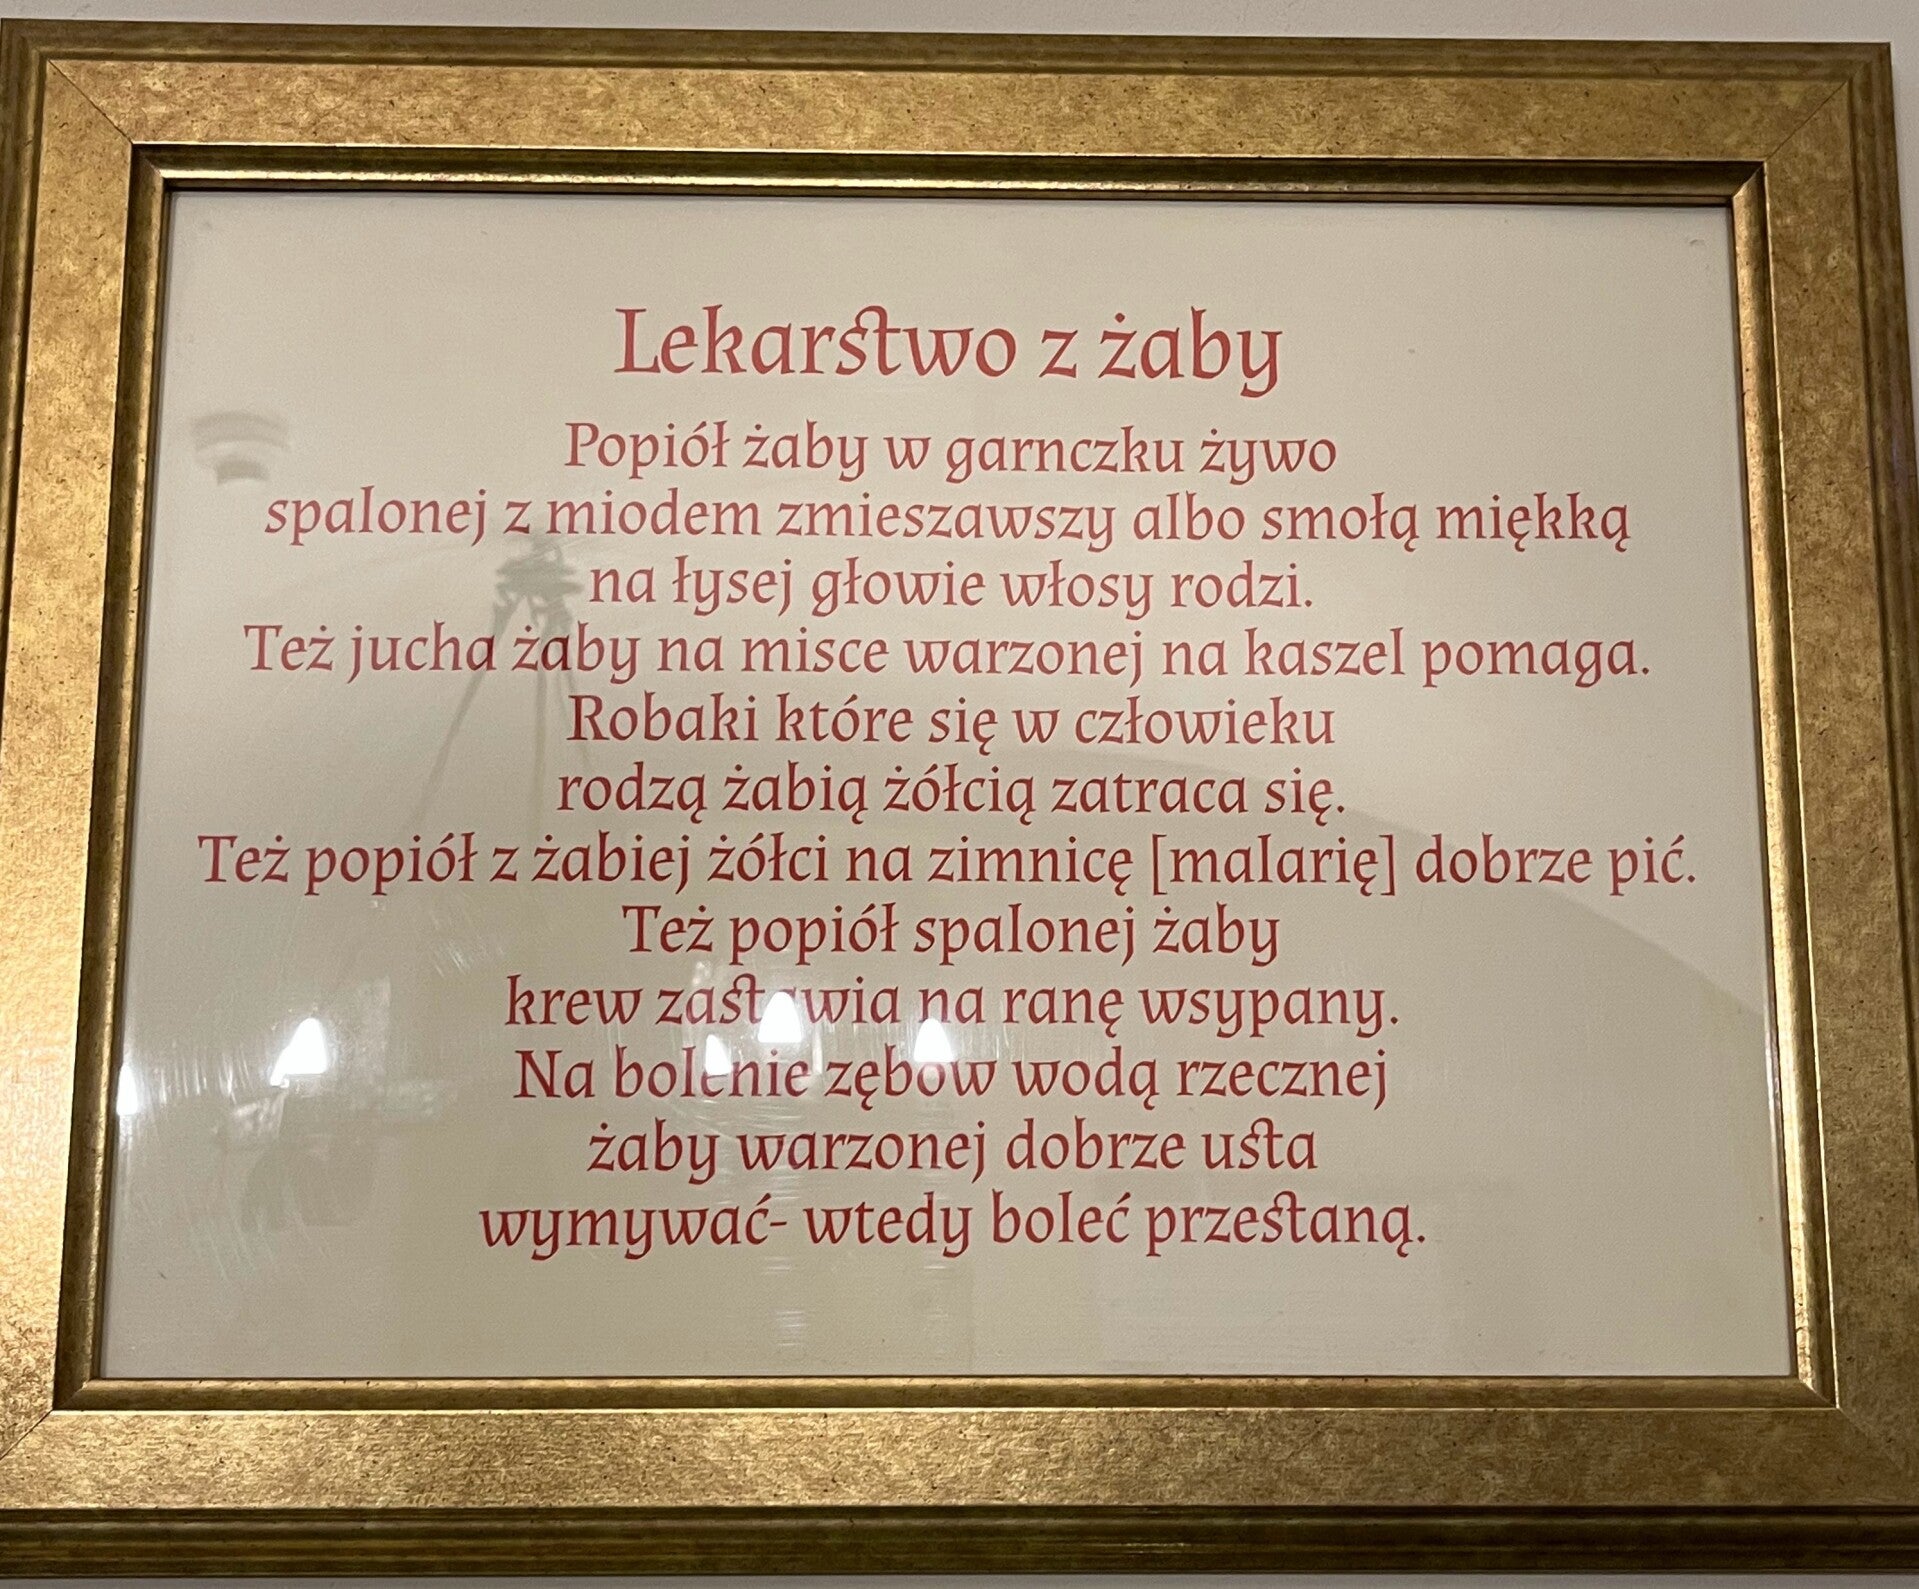 Lekarstwo z żaby
Popiół żaby w garnczku żywo
spalonej z miodem zmieszawszy albo smołą miękką
na łysej głowie włosy rodzi.
Też jucha żaby na misce warzonej na kaszel pomaga.
Robaki które się w człowieku
rodzą żabią żółcią zatraca się.
Też popiół z żabiej żółci na zimnicę [malarię] dobrze pić.
Też popiół spalonej żaby
krew zastawia na ranę wsypany.
Na bolenie zębów wodą rzecznej
żaby warzonej dobrze usta
wymywać- wtedy boleć przestaną.